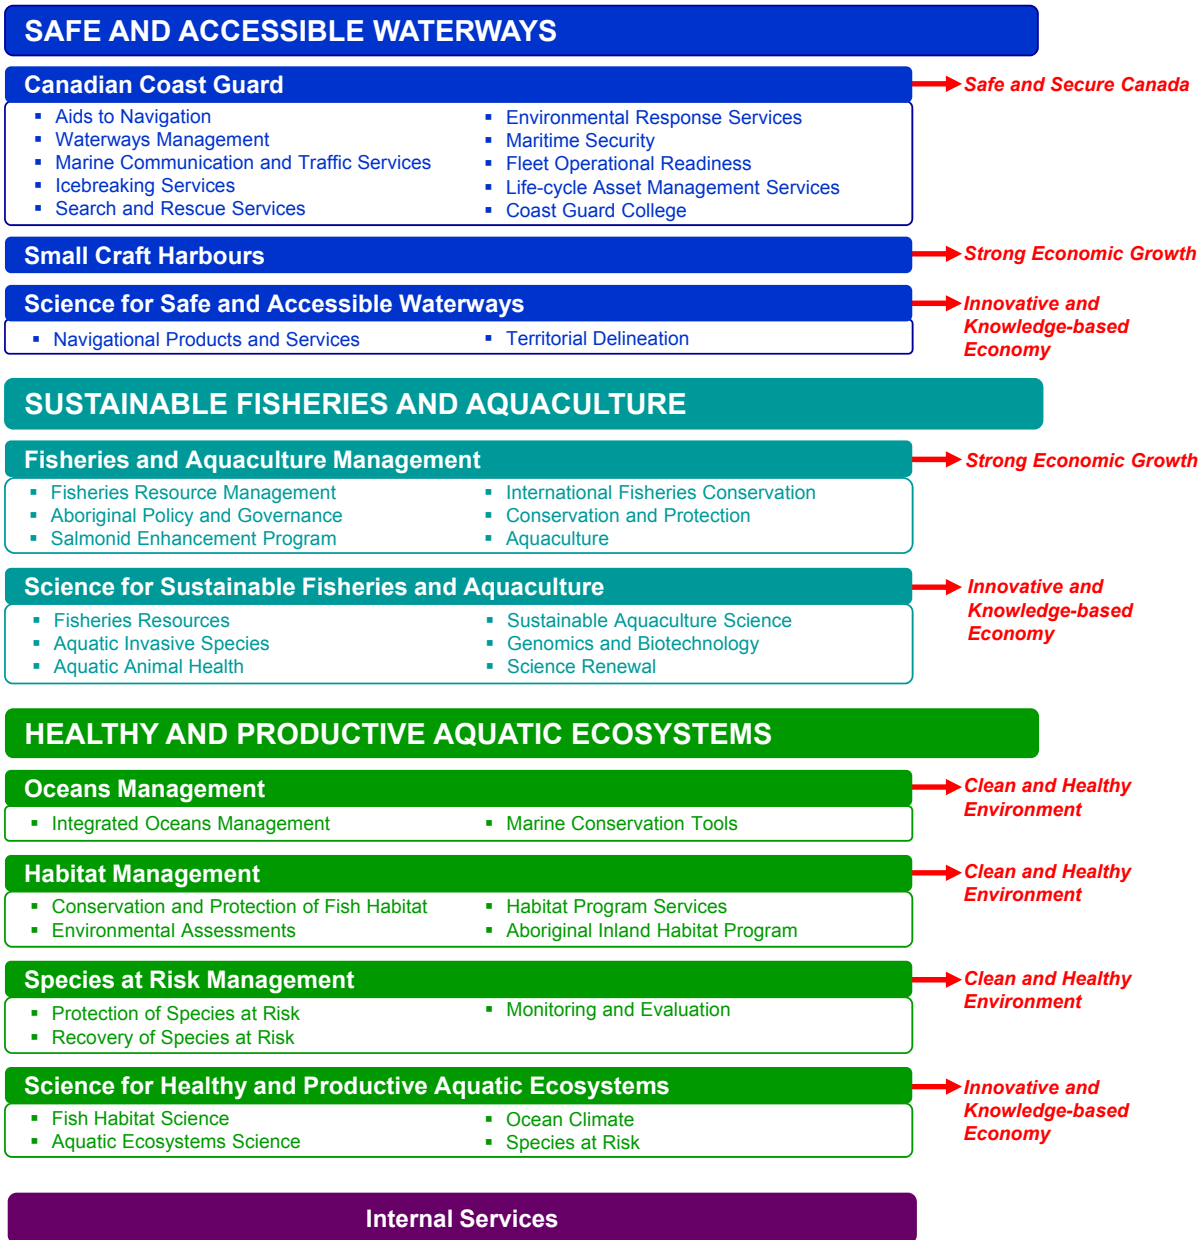 SAFE AND ACCESSIBLE WATERWAYS
Canadian Coast Guard
Safe and Secure Canada
▪ Aids to Navigation
▪ Waterways Management
▪ Marine Communication and Traffic Services
▪ Icebreaking Services
▪ Search and Rescue Services
▪ Environmental Response Services
▪ Maritime Security
▪ Fleet Operational Readiness
▪ Life-cycle Asset Management Services
▪ Coast Guard College
Small Craft Harbours
Strong Economic Growth
Science for Safe and Accessible Waterways
Innovative and
Knowledge-based
Economy
▪ Navigational Products and Services
▪ Territorial Delineation
SUSTAINABLE FISHERIES AND AQUACULTURE
Fisheries and Aquaculture Management
Strong Economic Growth
▪ Fisheries Resource Management
▪ Aboriginal Policy and Governance
▪ Salmonid Enhancement Program
▪ International Fisheries Conservation
▪ Conservation and Protection
▪ Aquaculture
Science for Sustainable Fisheries and Aquaculture
Innovative and
Knowledge-based
Economy
▪ Fisheries Resources
▪ Aquatic Invasive Species
▪ Aquatic Animal Health
▪ Sustainable Aquaculture Science
▪ Genomics and Biotechnology
▪ Science Renewal
HEALTHY AND PRODUCTIVE AQUATIC ECOSYSTEMS
Oceans Management
Clean and Healthy
Environment
▪ Integrated Oceans Management
▪ Marine Conservation Tools
Habitat Management
Clean and Healthy
Environment
▪ Conservation and Protection of Fish Habitat
▪ Environmental Assessments
▪ Habitat Program Services
▪ Aboriginal Inland Habitat Program
Species at Risk Management
Clean and Healthy
Environment
▪ Protection of Species at Risk
▪ Recovery of Species at Risk
▪ Monitoring and Evaluation
Science for Healthy and Productive Aquatic Ecosystems
Innovative and
Knowledge-based
Economy
▪ Fish Habitat Science
▪ Aquatic Ecosystems Science
▪ Ocean Climate
▪ Species at Risk
Internal Services